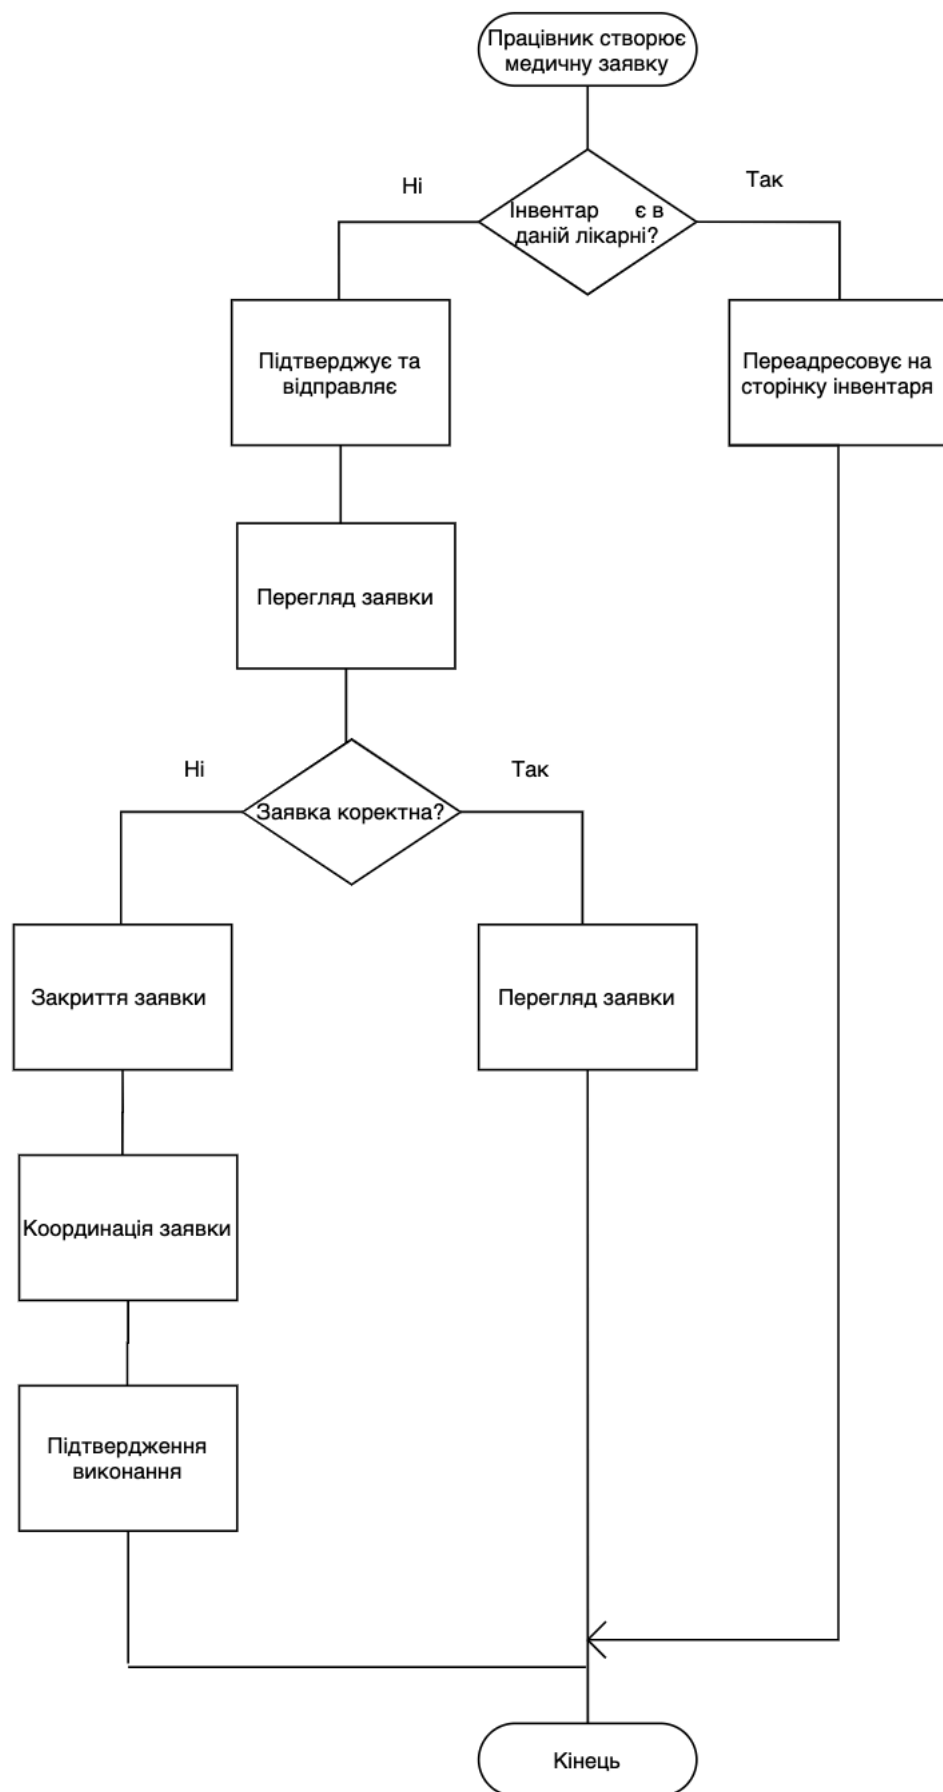 Працівник створює
медичну заявку
Ні
Так
Інвентар є в
даній лікарні?
Підтверджує та
відправляє
Переадресовує на
сторінку інвентаря
Перегляд заявки
Ні
Так
Заявка коректна?
Закриття заявки
Перегляд заявки
Координація заявки
Підтвердження
виконання
Кінець